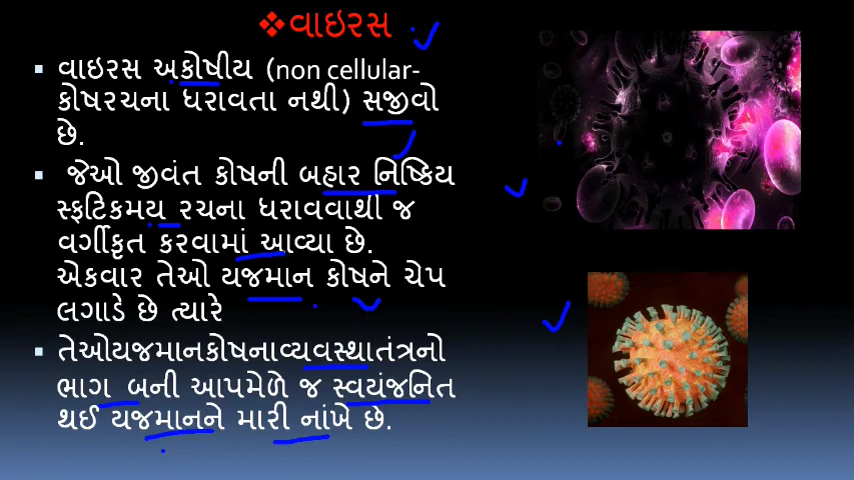 ❖વાઇરસ
▪ વાઇરસ અકોષીય (non cellular-
કોષરચના ધરાવતા નથી) સજીવો
છે.
▪ જેઓ જીવંત કોષની બહાર નિષ્ક્રિય
સ્ફટિકમય રચના ધરાવવાથી જ
વર્ગીકૃત કરવામાં આવ્યા છે.
એકવાર તેઓ યજમાન કોષને ચેપ
લગાડે છે ત્યારે
▪ તેઓયજમાનકોષનાવ્યવસ્થાતંત્રનો
ભાગ બની આપમેળે જ સ્વયંજનિત
થઈ યજમાનને મારી નાંખે છે.